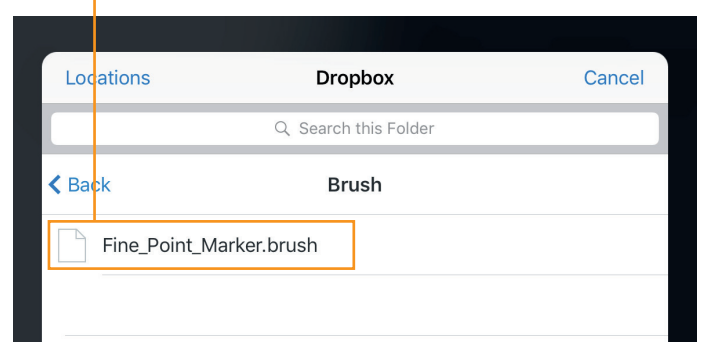 Locations Dropbox Cancel
Search this Folder
Back Brush
Fine_Point_Marker.brush